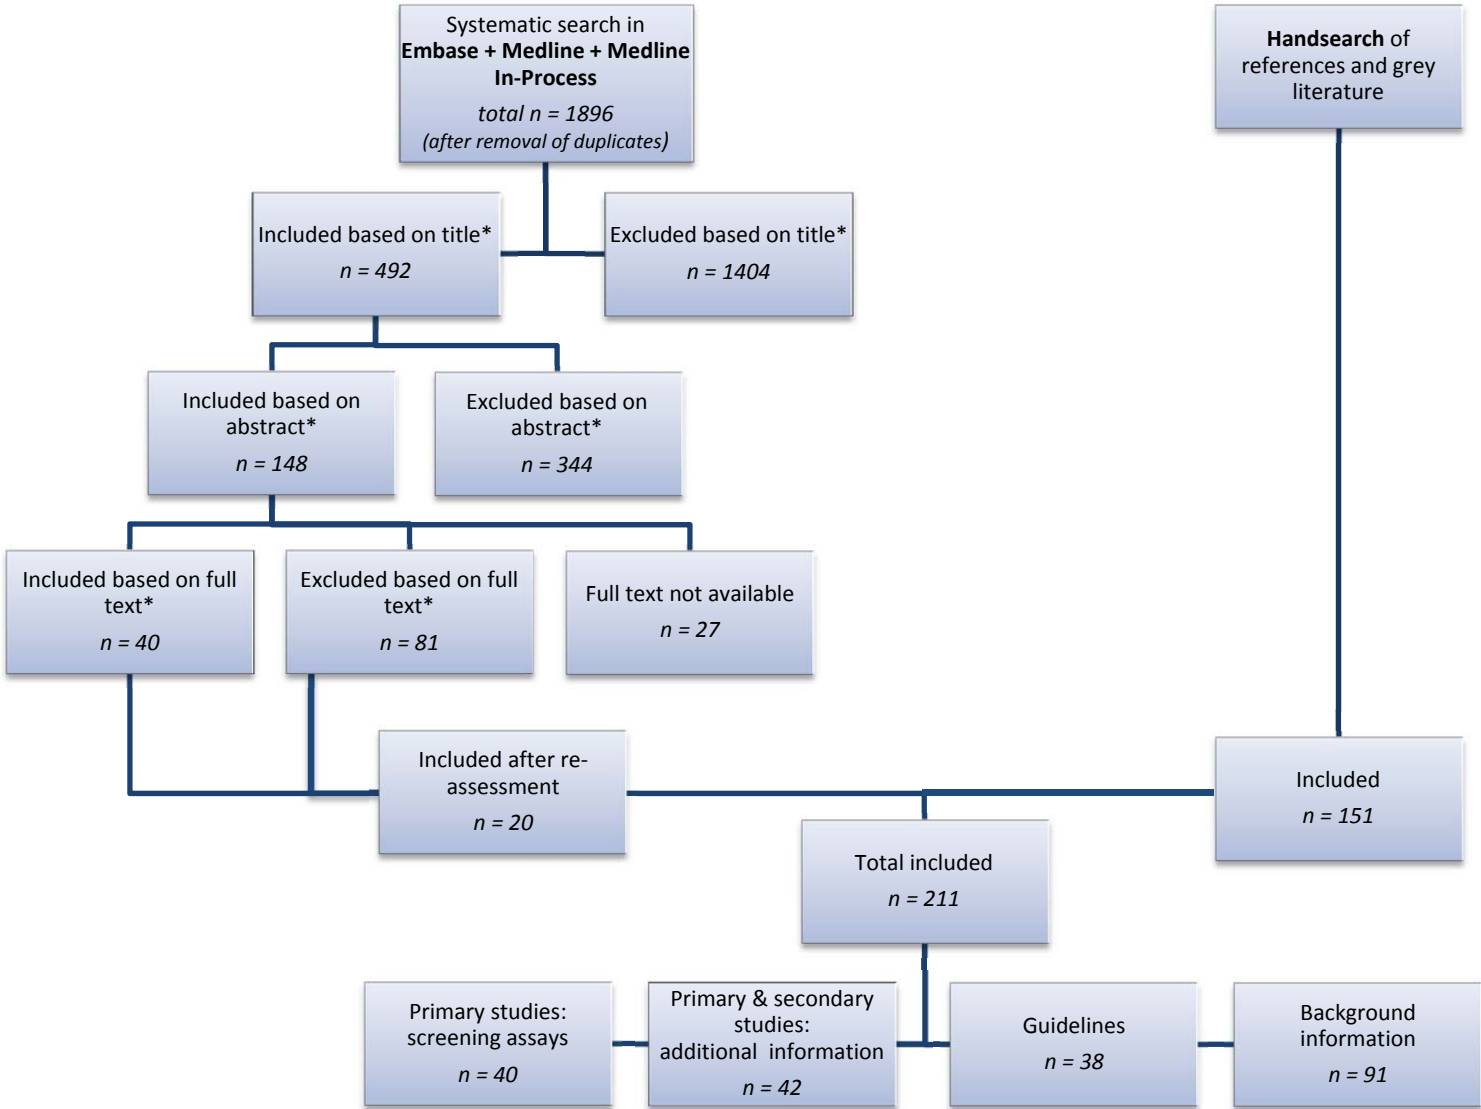 Systematic search in
Embase + Medline + Medline
In-Process
total n = 1896
(after removal of duplicates)
Handsearch of
references and grey
literature
Included based on title*
n = 492
Excluded based on title*
n = 1404
Included based on
abstract*
n = 148
Excluded based on
abstract*
n = 344
Included based on full
text*
n = 40
Excluded based on full
text*
n = 81
Full text not available
n = 27
Included after re-
assessment
n = 20
Included
n = 151
Total included
n = 211
Primary studies:
screening assays
n = 40
Primary & secondary
studies:
additional information
n = 42
Guidelines
n = 38
Background
information
n = 91